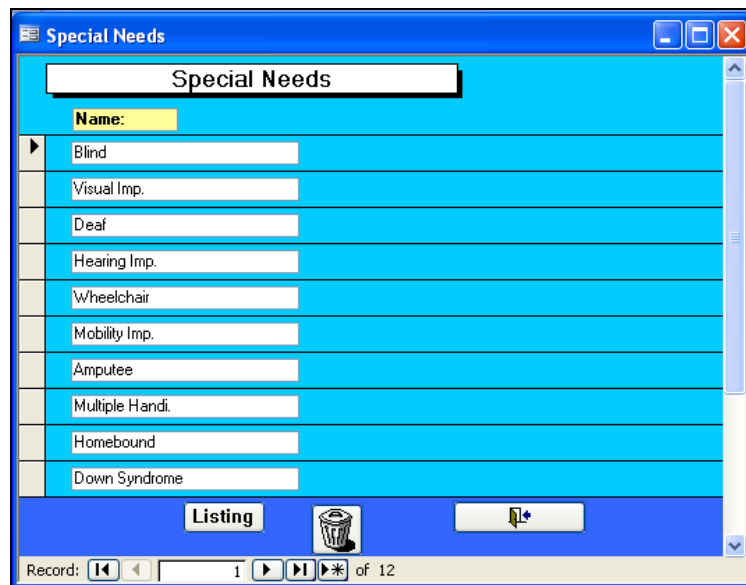 Special Needs
Special Needs
Name:
Blind
Visual Imp.
Deaf
Hearing Imp.
Wheelchair
Mobility Imp.
Amputee
Multiple Handi.
Homebound
Down Syndrome
Listing
Record: 1 of 12